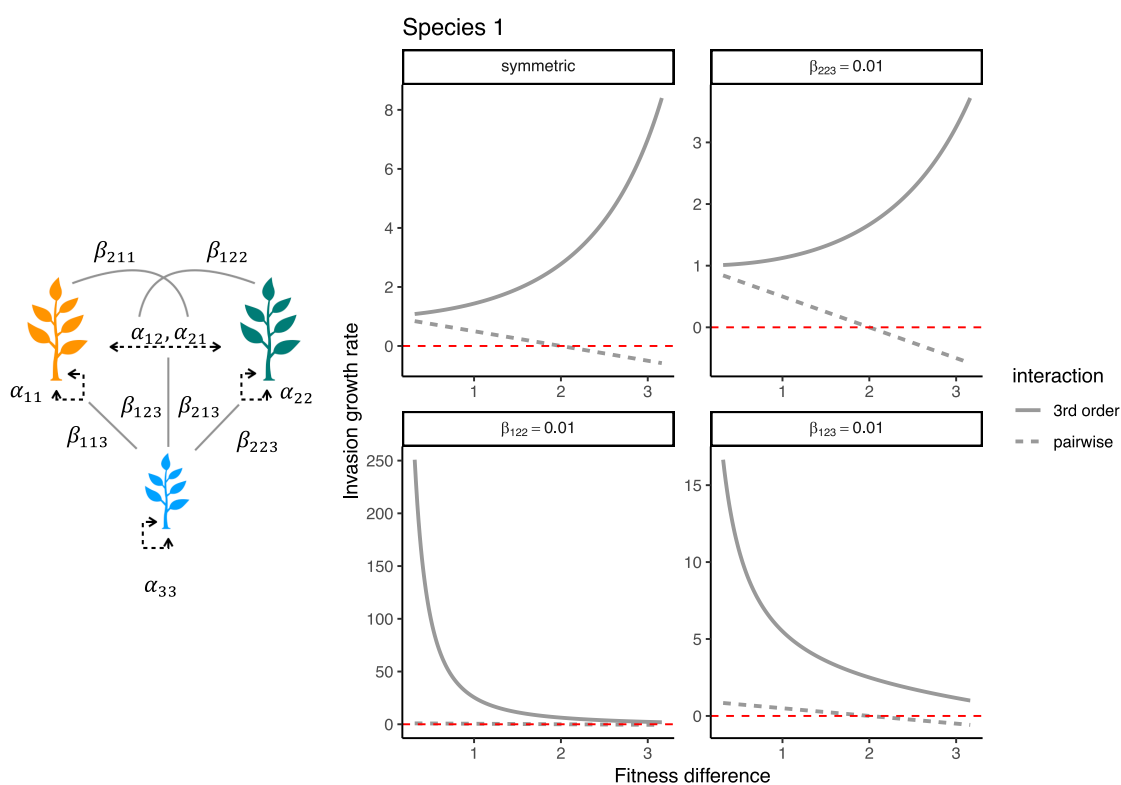 Species 1
symmetric
β223 = 0.01
8
6
4
2
0
1 2 3
3
2
1
0
1 2 3
β122 = 0.01
β123 = 0.01
250
200
150
100
50
0
1 2 3
15
10
5
0
1 2 3
Invasion growth rate
Fitness difference
interaction
3rd order
pairwise
β211
β122
α12, α21
α11
α22
β123
β213
β113
β223
α33